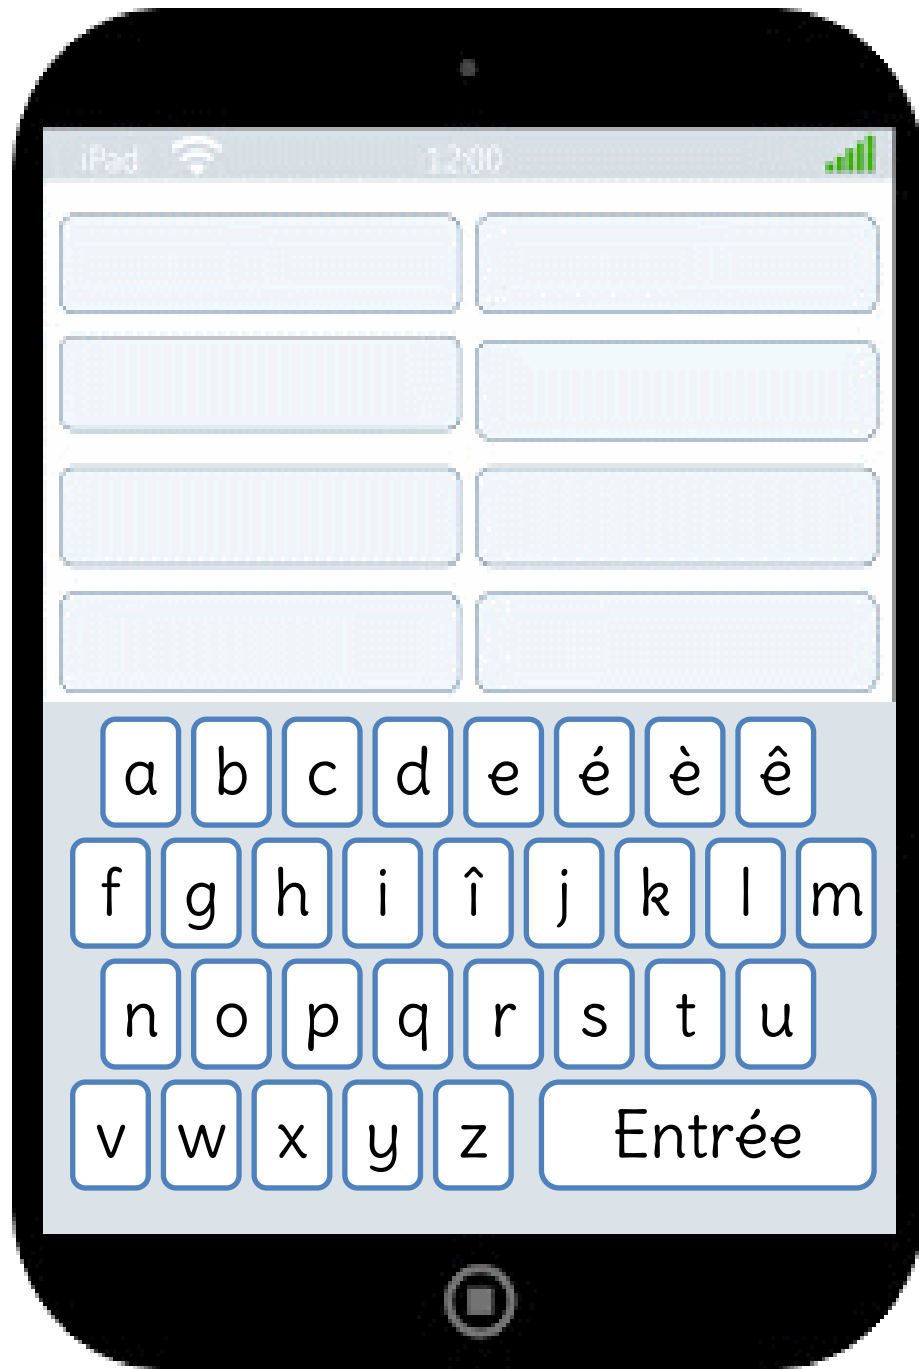 iPad 12:00
a b c d e é è ê
f g h i î j k l m
n o p q r s t u
v w x y z Entrée